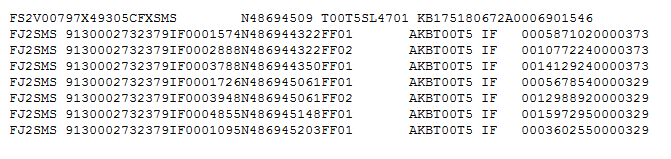 FS2V00797X49305CFXSMS        N48694509 T00T5SL4701 KB175180672A0006901546
FJ2SMS 9130002732379IF0001574N486944322FF01       AKBT00T5 IF   0005871020000373
FJ2SMS 9130002732379IF0002888N486944322FF02       AKBT00T5 IF   0010772240000373
FJ2SMS 9130002732379IF0003788N486944350FF01       AKBT00T5 IF   0014129240000373
FJ2SMS 9130002732379IF0001726N486945061FF01       AKBT00T5 IF   0005678540000329
FJ2SMS 9130002732379IF0003948N486945061FF02       AKBT00T5 IF   0012988920000329
FJ2SMS 9130002732379IF0004855N486945148FF01       AKBT00T5 IF   0015972950000329
FJ2SMS 9130002732379IF0001095N486945203FF01       AKBT00T5 IF   0003602550000329